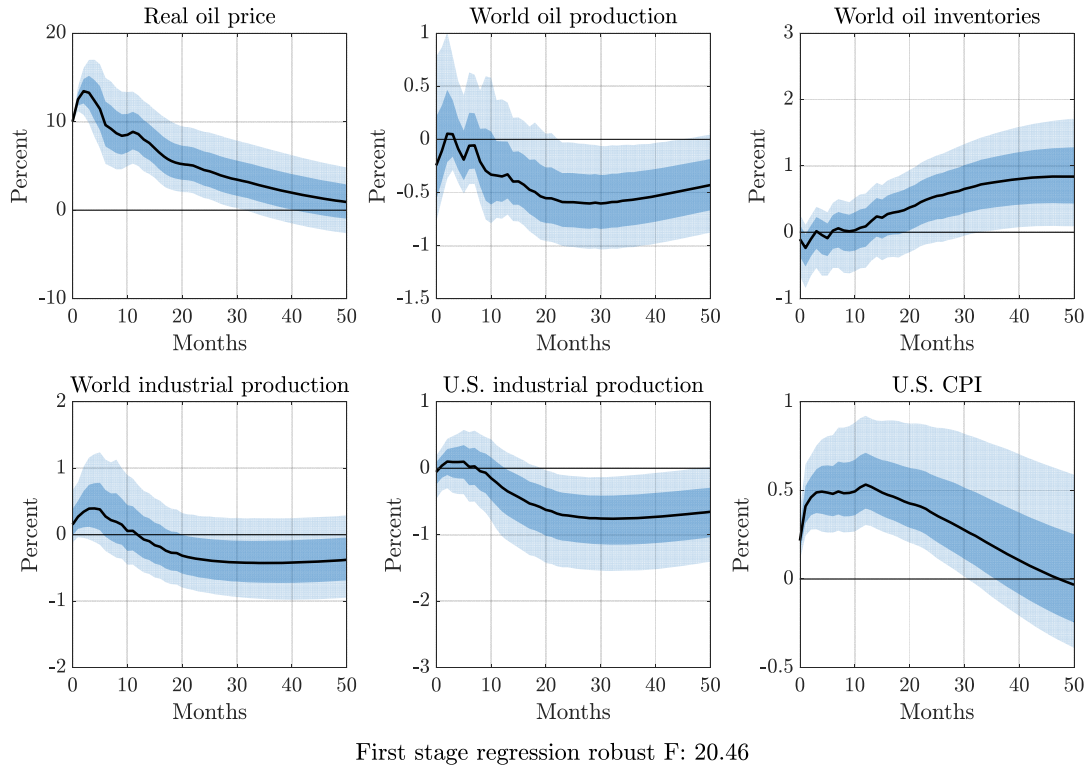 Real oil price
World oil production
World oil inventories
20
10
0
-10
Percent
0 10 20 30 40 50
Months
1
0.5
0
-0.5
-1
-1.5
Percent
0 10 20 30 40 50
Months
3
2
1
0
-1
Percent
0 10 20 30 40 50
Months
World industrial production
U.S. industrial production
U.S. CPI
2
1
0
-1
-2
Percent
0 10 20 30 40 50
Months
1
0
-1
-2
-3
Percent
0 10 20 30 40 50
Months
1
0.5
0
-0.5
Percent
0 10 20 30 40 50
Months
First stage regression robust F: 20.46